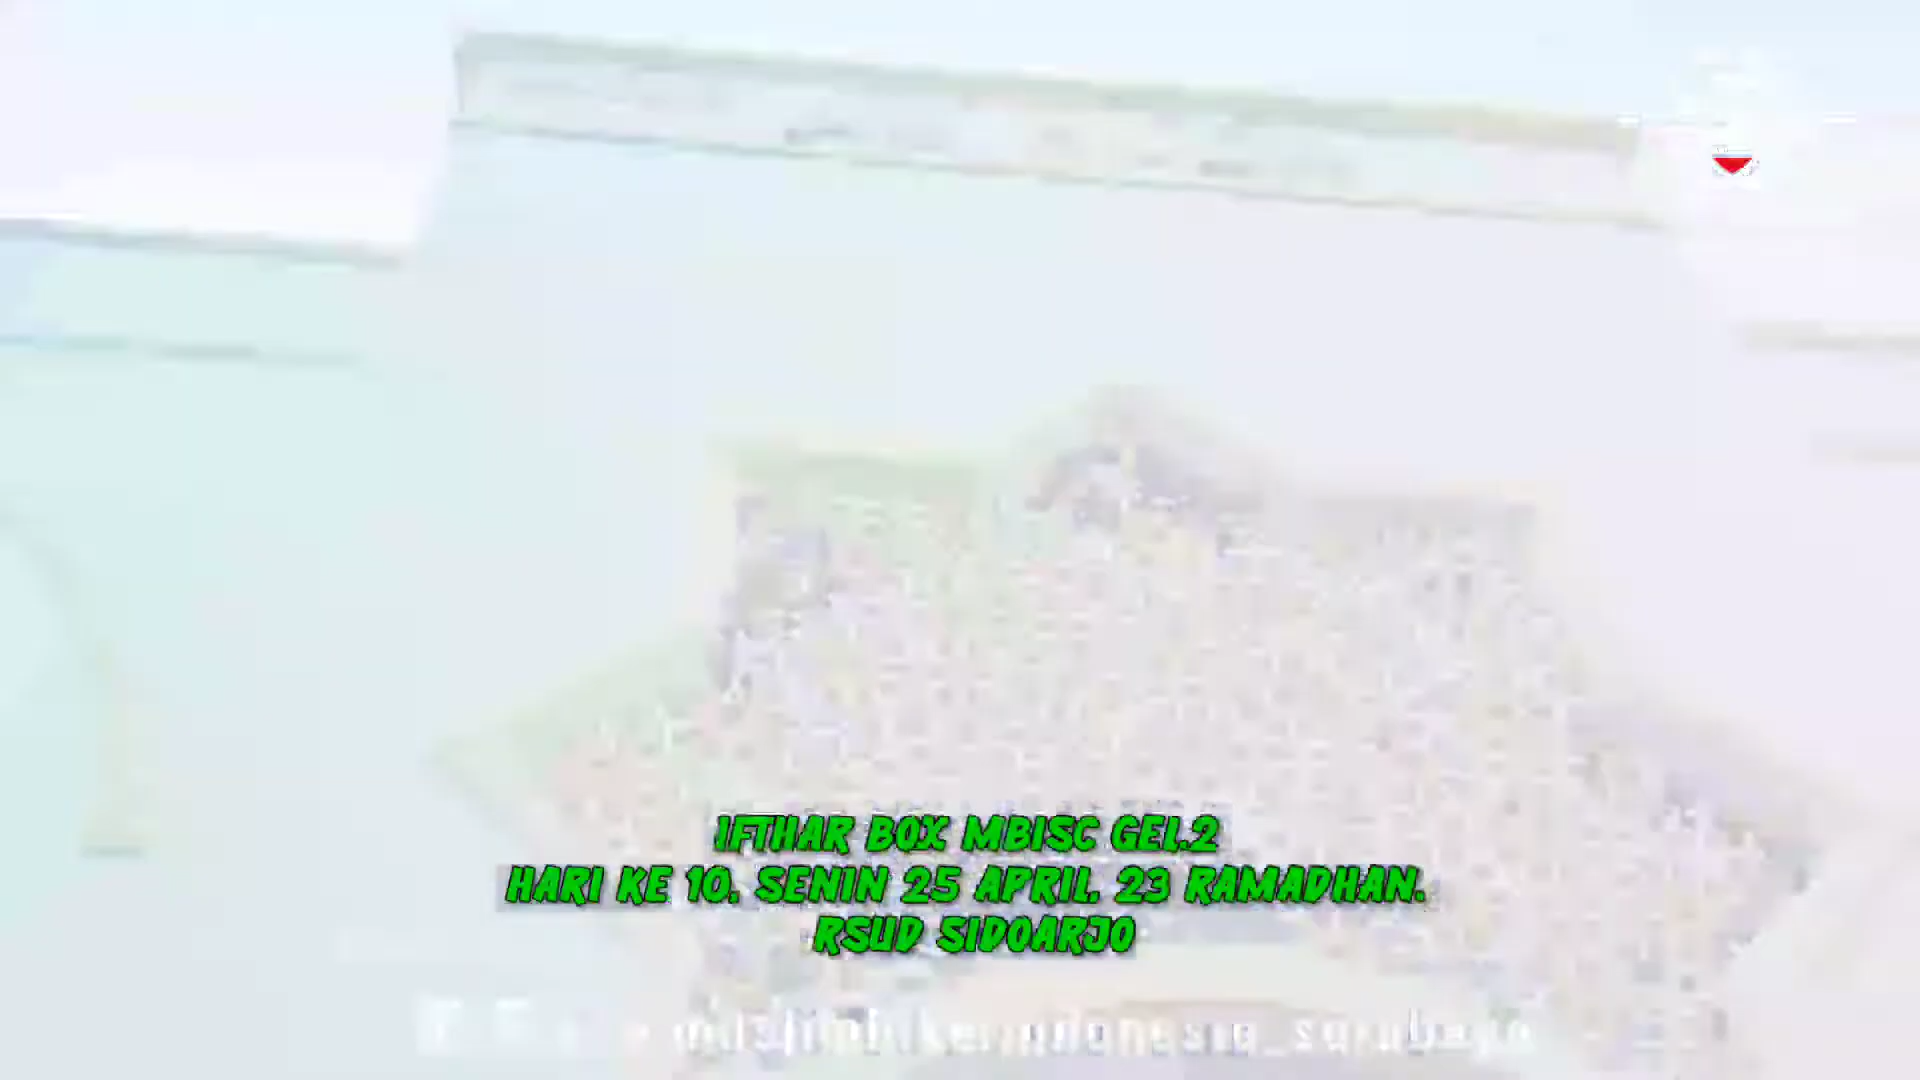 IFTHAR BOX MBISC GEL.2
HARI KE 10. SENIN 25 APRIL. 23 RAMADHAN.
RSUD SIDOARJO